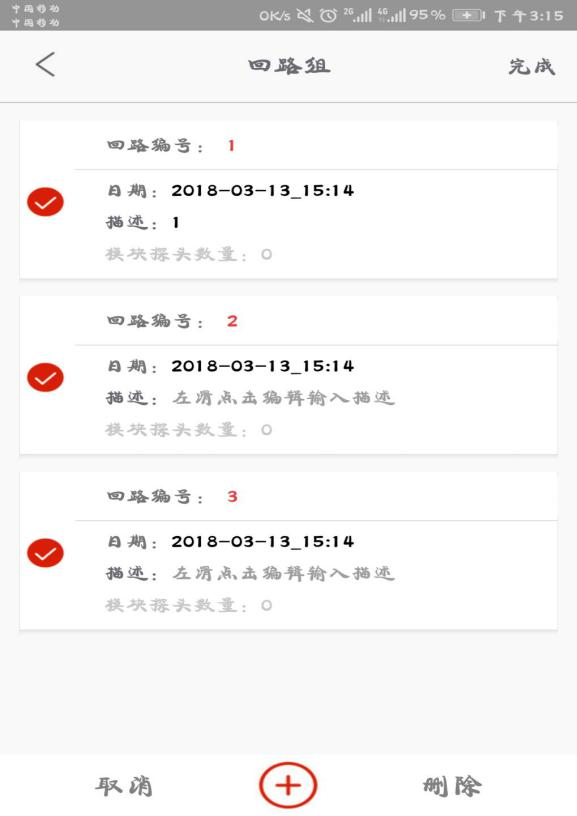 中国移动
中国移动
0K/s 2G 4G 95% 下午3:15
回路组 完成
回路编号： 1
日期：2018-03-13_15:14
描述：1
模块探头数量：0
回路编号： 2
日期：2018-03-13_15:14
描述：左滑点击编辑输入描述
模块探头数量：0
回路编号： 3
日期：2018-03-13_15:14
描述：左滑点击编辑输入描述
模块探头数量：0
取消 删除